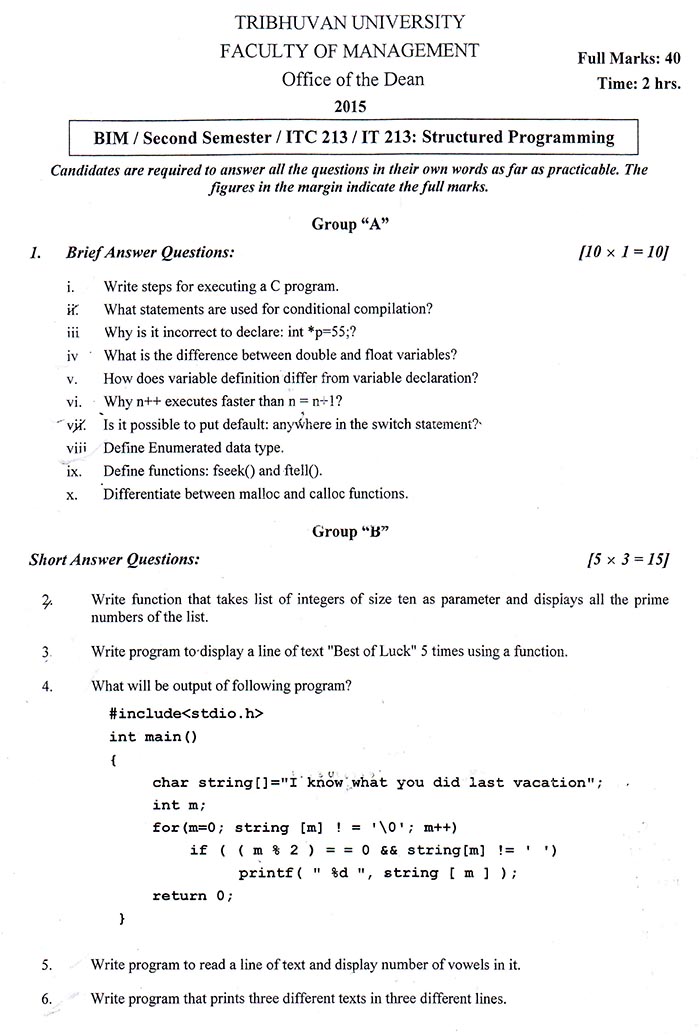 TRIBHUVAN UNIVERSITY
FACULTY OF MANAGEMENT
Office of the Dean
2015
Full Marks: 40
Time: 2 hrs.
BIM / Second Semester / ITC 213 / IT 213: Structured Programming
Candidates are required to answer all the questions in their own words as far as practicable. The
figures in the margin indicate the full marks.
Group “A”
1. Brief Answer Questions: [10 × 1 = 10]
i. Write steps for executing a C program.
ii. What statements are used for conditional compilation?
iii Why is it incorrect to declare: int *p=55;?
iv What is the difference between double and float variables?
v. How does variable definition differ from variable declaration?
vi. Why n++ executes faster than n = n+1?
vii. Is it possible to put default: anywhere in the switch statement?
viii Define Enumerated data type.
ix. Define functions: fseek() and ftell().
x. Differentiate between malloc and calloc functions.
Group “B”
Short Answer Questions: [5 × 3 = 15]
2. Write function that takes list of integers of size ten as parameter and displays all the prime
numbers of the list.
3. Write program to display a line of text "Best of Luck" 5 times using a function.
4. What will be output of following program?
#include<stdio.h>
int main()
{
char string[]="I know what you did last vacation";
int m;
for(m=0; string [m] ! = '\0'; m++)
if ( ( m % 2 ) = = 0 && string[m] != ' ')
printf( " %d ", string [ m ] );
return 0;
}
5. Write program to read a line of text and display number of vowels in it.
6. Write program that prints three different texts in three different lines.